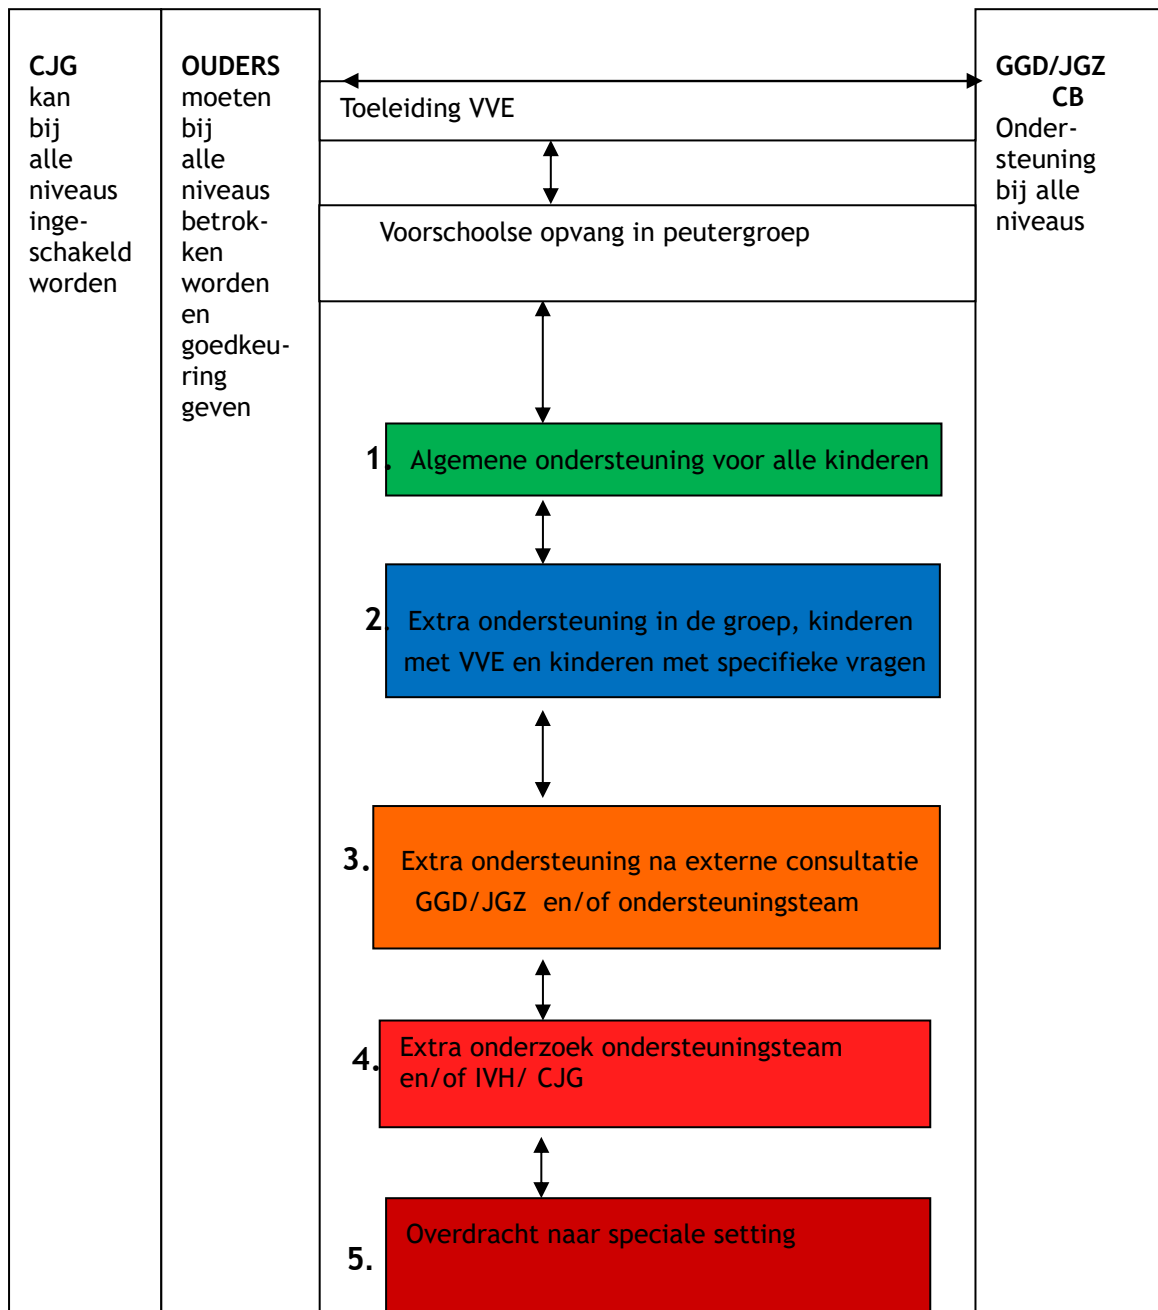 CJG
kan
bij
alle
niveaus
inge-
schakeld
worden
OUDERS
moeten
bij
alle
niveaus
betrok-
ken
worden
en
goedkeu-
ring
geven
Toeleiding VVE
Voorschoolse opvang in peutergroep
1. Algemene ondersteuning voor alle kinderen
2. Extra ondersteuning in de groep, kinderen
met VVE en kinderen met specifieke vragen
3. Extra ondersteuning na externe consultatie
GGD/JGZ en/of ondersteuningsteam
4. Extra onderzoek ondersteuningsteam
en/of IVH/ CJG
5. Overdracht naar speciale setting
GGD/JGZ
CB
Onder-
steuning
bij alle
niveaus